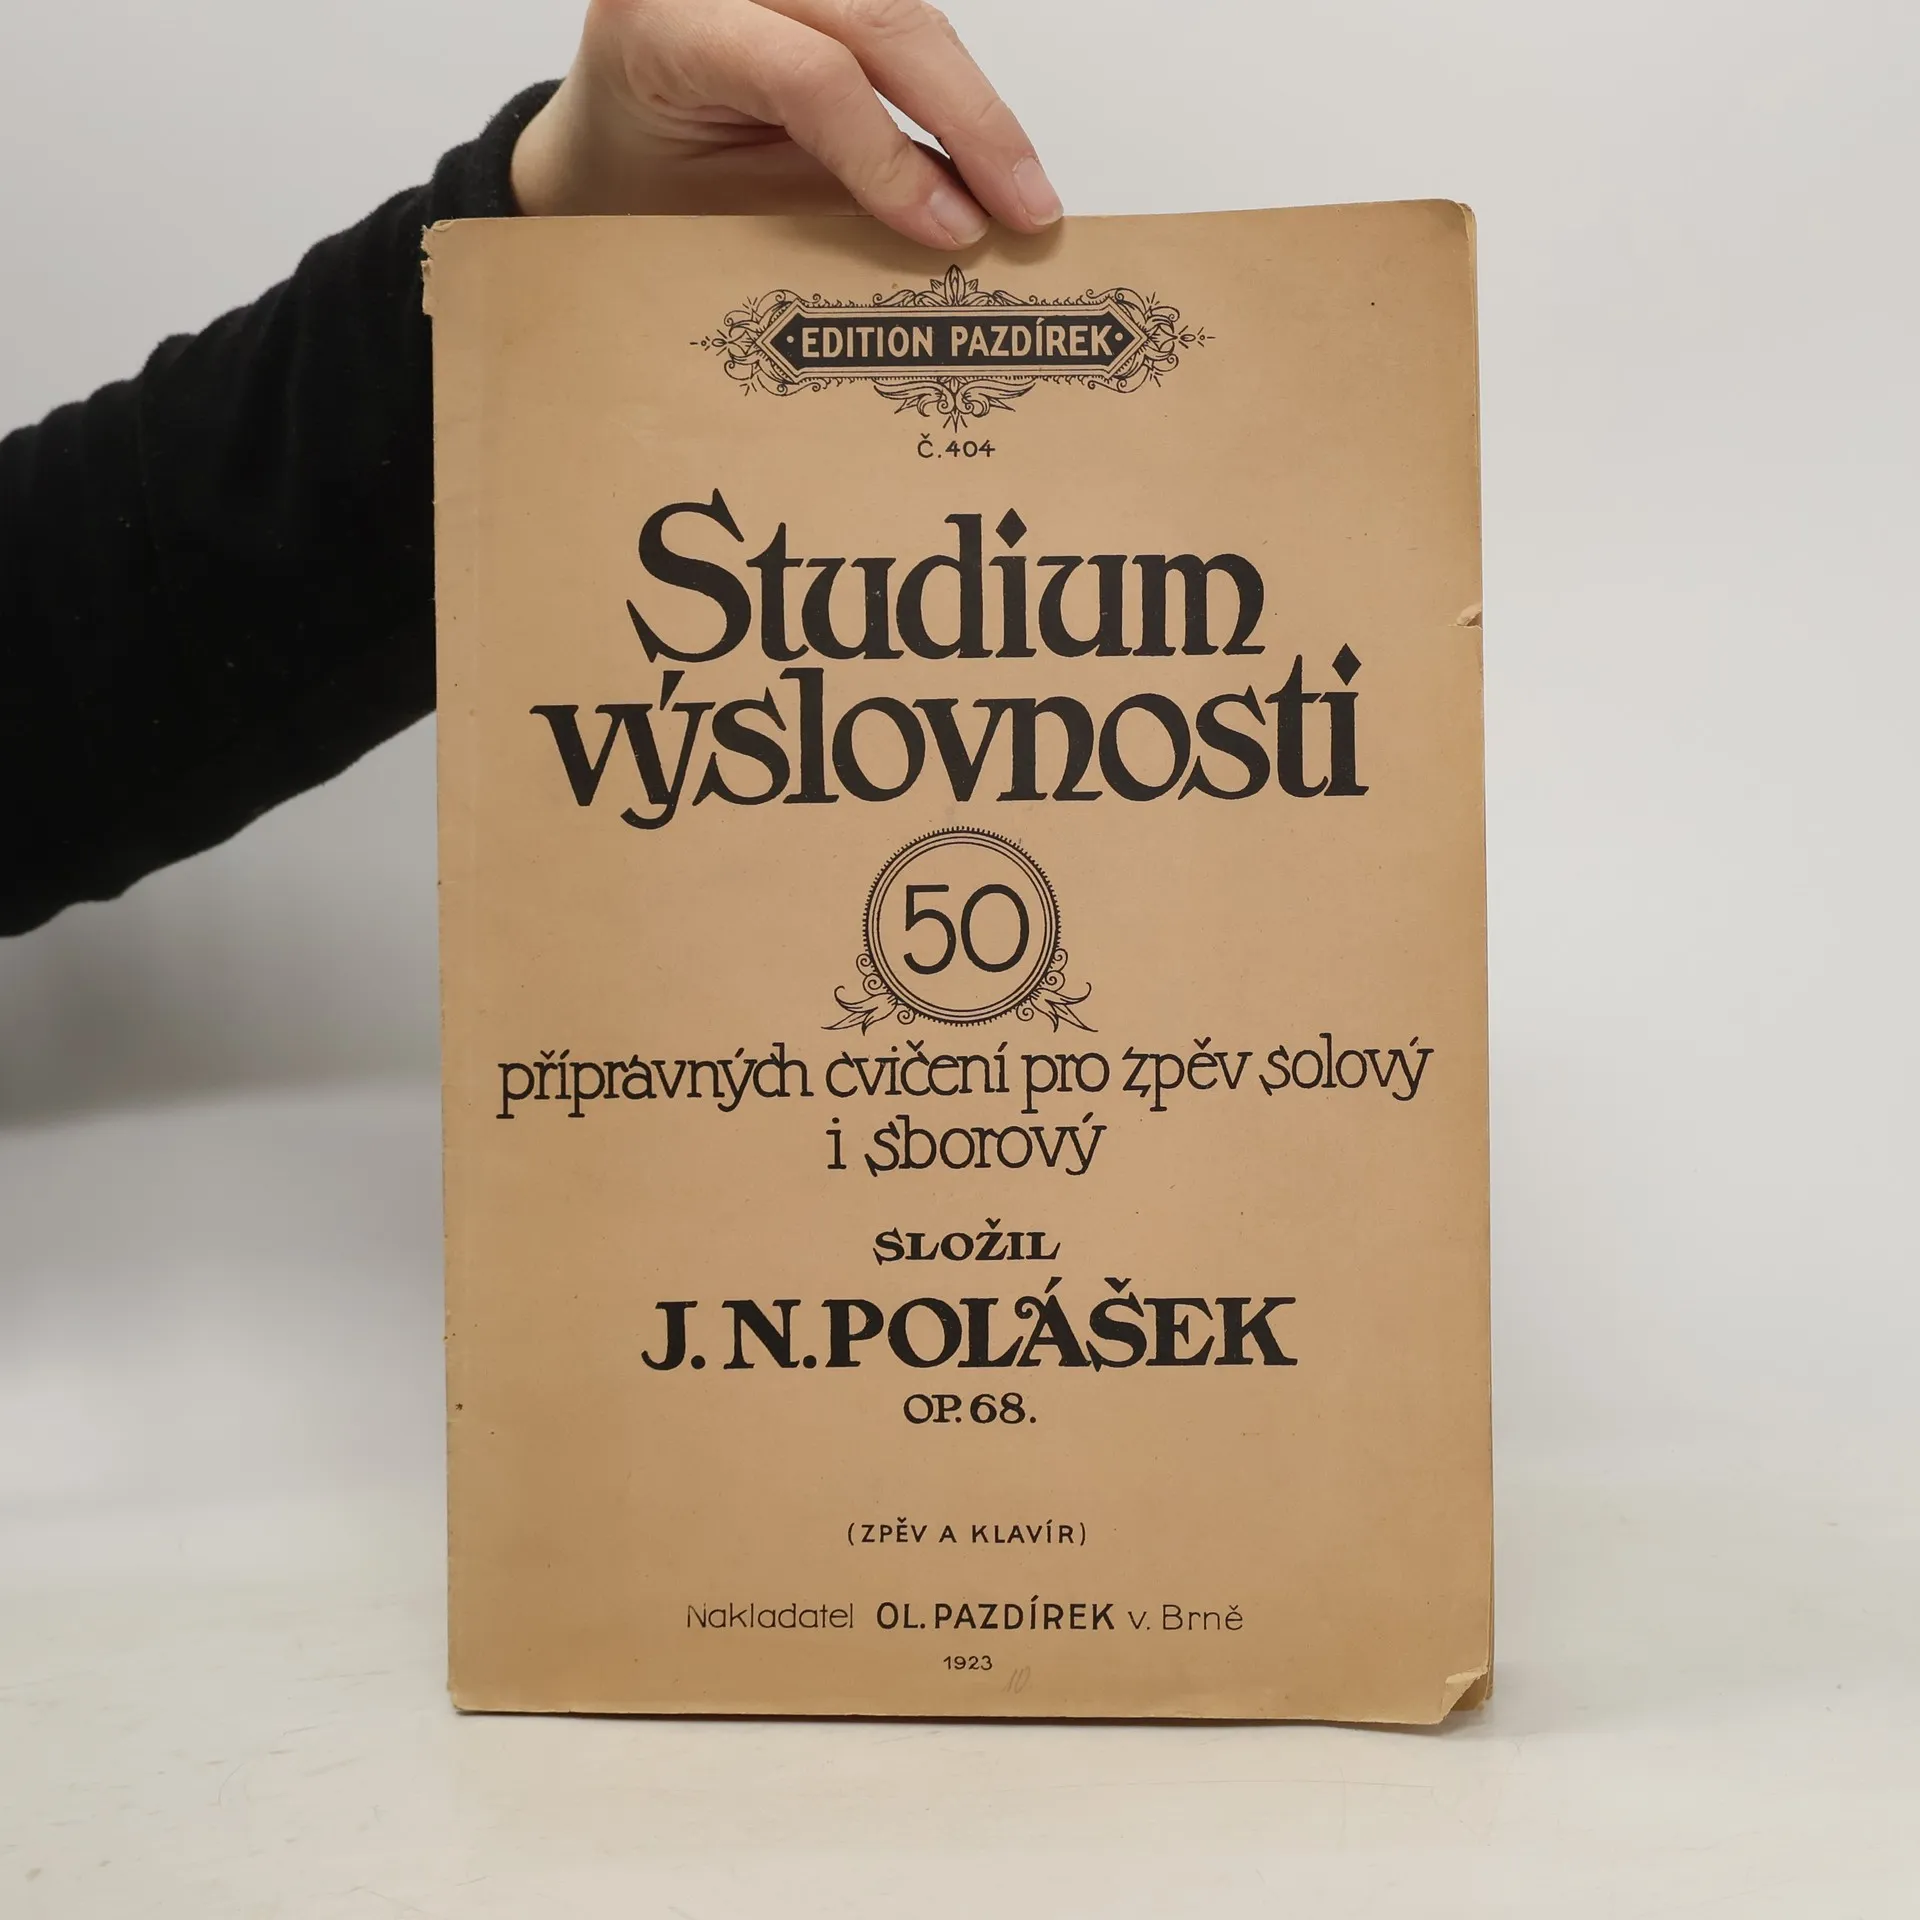 ·EDITION PAZDÍREK·
Č.404
Studium
výslovnosti
50
přípravných cvičení pro zpěv solový
i sborový
SLOŽIL
J. N. POLÁŠEK
OP. 68.
(ZPĚV A KLAVÍR)
Nakladatel OL. PAZDÍREK v. Brně
1923
10